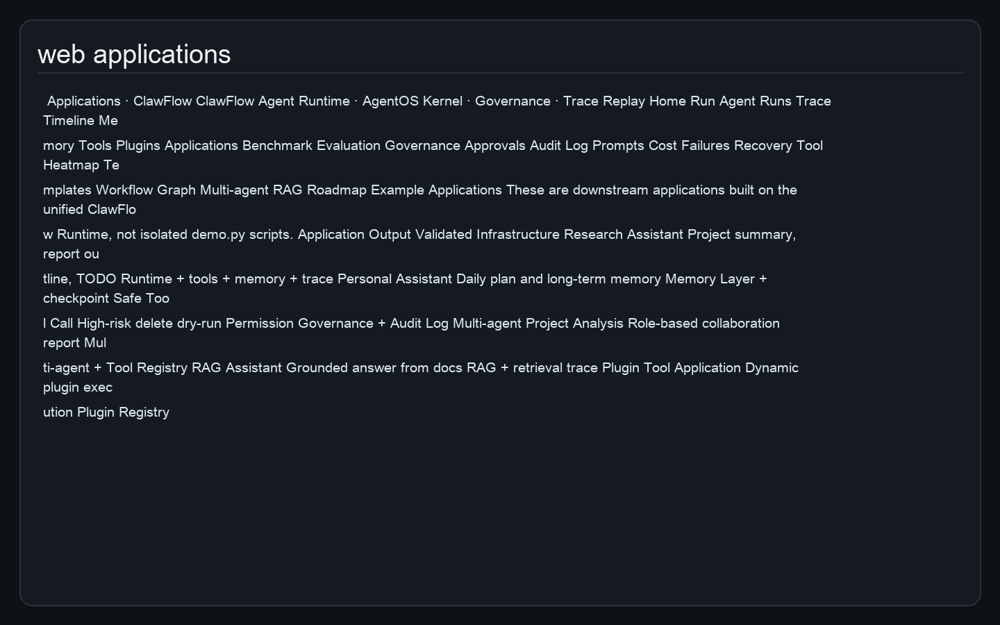 web applications
Applications · ClawFlow ClawFlow Agent Runtime · AgentOS Kernel · Governance · Trace Replay Home Run Agent Runs Trace
Timeline Me
mory Tools Plugins Applications Benchmark Evaluation Governance Approvals Audit Log Prompts Cost Failures Recovery Tool
Heatmap Te
mplates Workflow Graph Multi-agent RAG Roadmap Example Applications These are downstream applications built on the
unified ClawFlo
w Runtime, not isolated demo.py scripts. Application Output Validated Infrastructure Research Assistant Project summary,
report ou
tline, TODO Runtime + tools + memory + trace Personal Assistant Daily plan and long-term memory Memory Layer +
checkpoint Safe Too
l Call High-risk delete dry-run Permission Governance + Audit Log Multi-agent Project Analysis Role-based collaboration
report Mul
ti-agent + Tool Registry RAG Assistant Grounded answer from docs RAG + retrieval trace Plugin Tool Application Dynamic
plugin exec
ution Plugin Registry